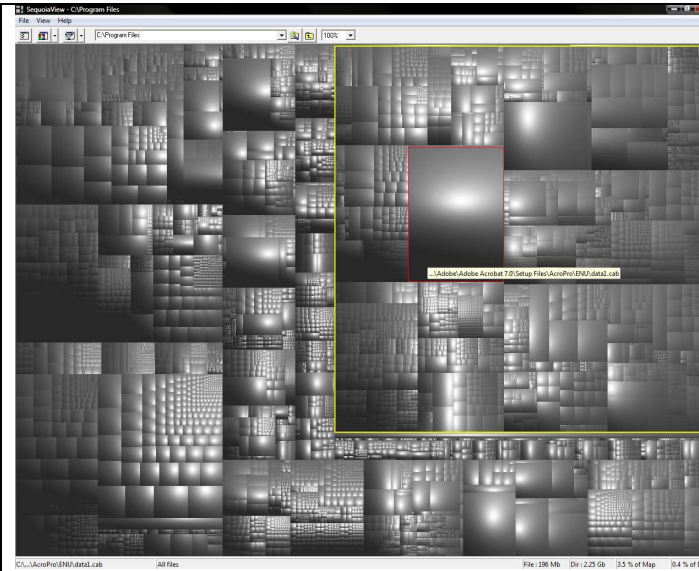 SequoiaView - C:\Program Files
File View Help
C:\Program Files 100%
...\Adobe\Adobe Acrobat 7.0\Setup Files\AcroPro\ENU\data1.cab
C:\...\AcroPro\ENU\data1.cab All files File : 196 Mb Dir : 2.25 Gb 3.5 % of Map 0.4 % of